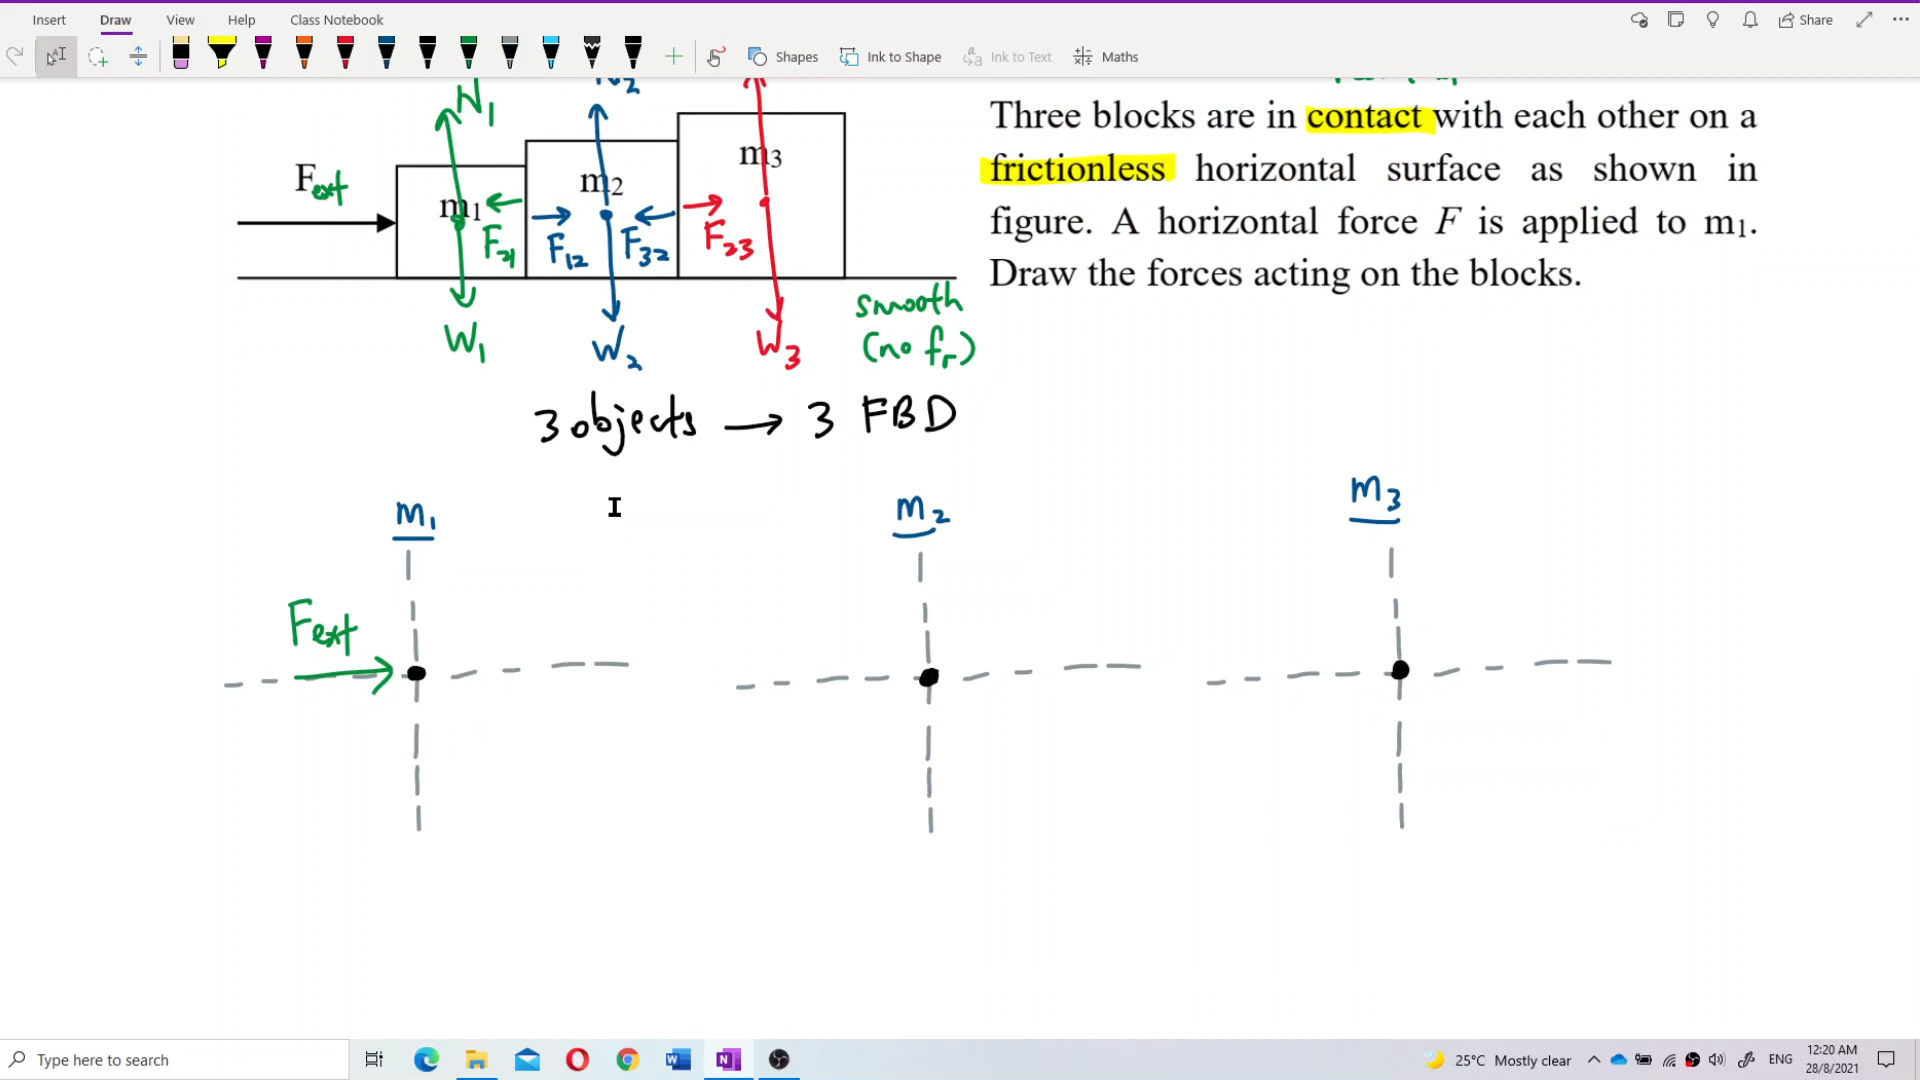 Insert Draw View Help Class Notebook Share
Shapes Ink to Shape Ink to Text Maths
N1
N2
Three blocks are in contact with each other on a
frictionless horizontal surface as shown in
figure. A horizontal force F is applied to m1.
Draw the forces acting on the blocks.
Fext
m1
m2
m3
F21
F12
F32
F23
W1
W2
W3
smooth
(no fr)
3 objects → 3 FBD
m1
m2
m3
Fext
Type here to search
25°C Mostly clear
ENG
12:20 AM
28/8/2021